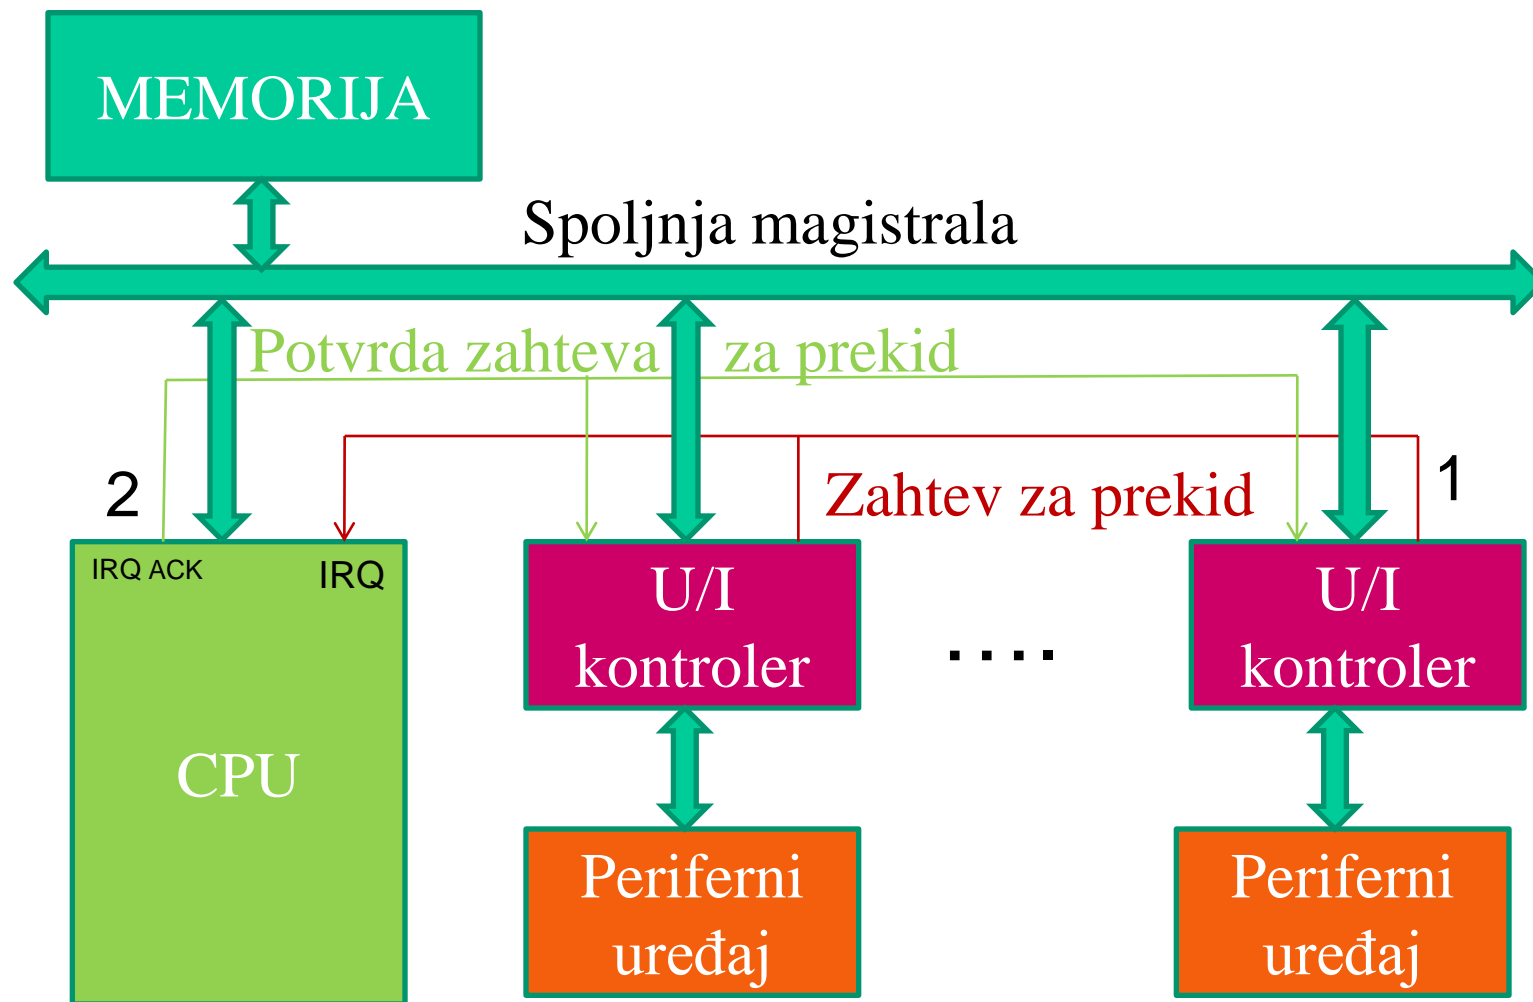 MEMORIJA
Spoljnja magistrala
Potvrda zahteva za prekid
2
Zahtev za prekid
1
IRQ ACK
IRQ
CPU
U/I
kontroler
....
U/I
kontroler
Periferni
uređaj
Periferni
uređaj